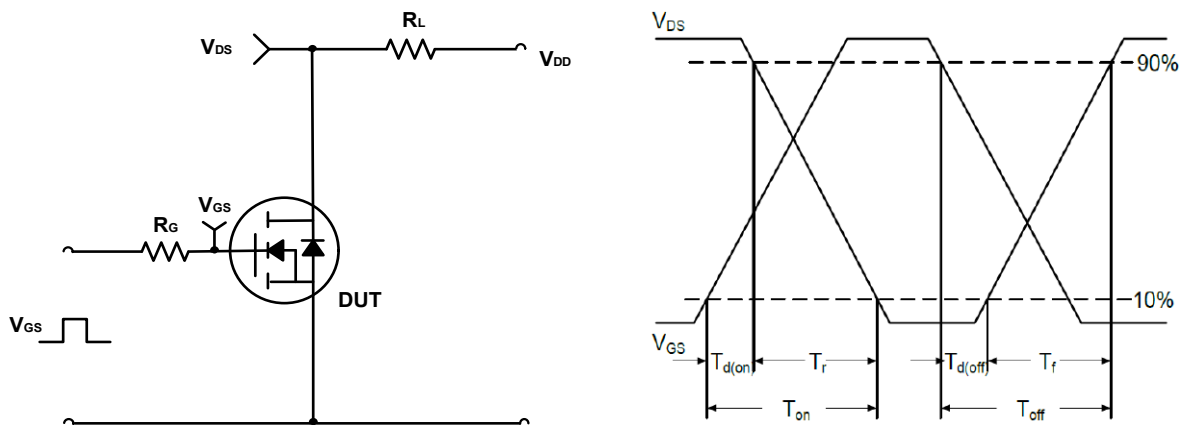 RL
VDS
VDD
VGS
RG
DUT
VGS
VDS
90%
10%
VGS
Td(on)
Tr
Td(off)
Tf
Ton
Toff